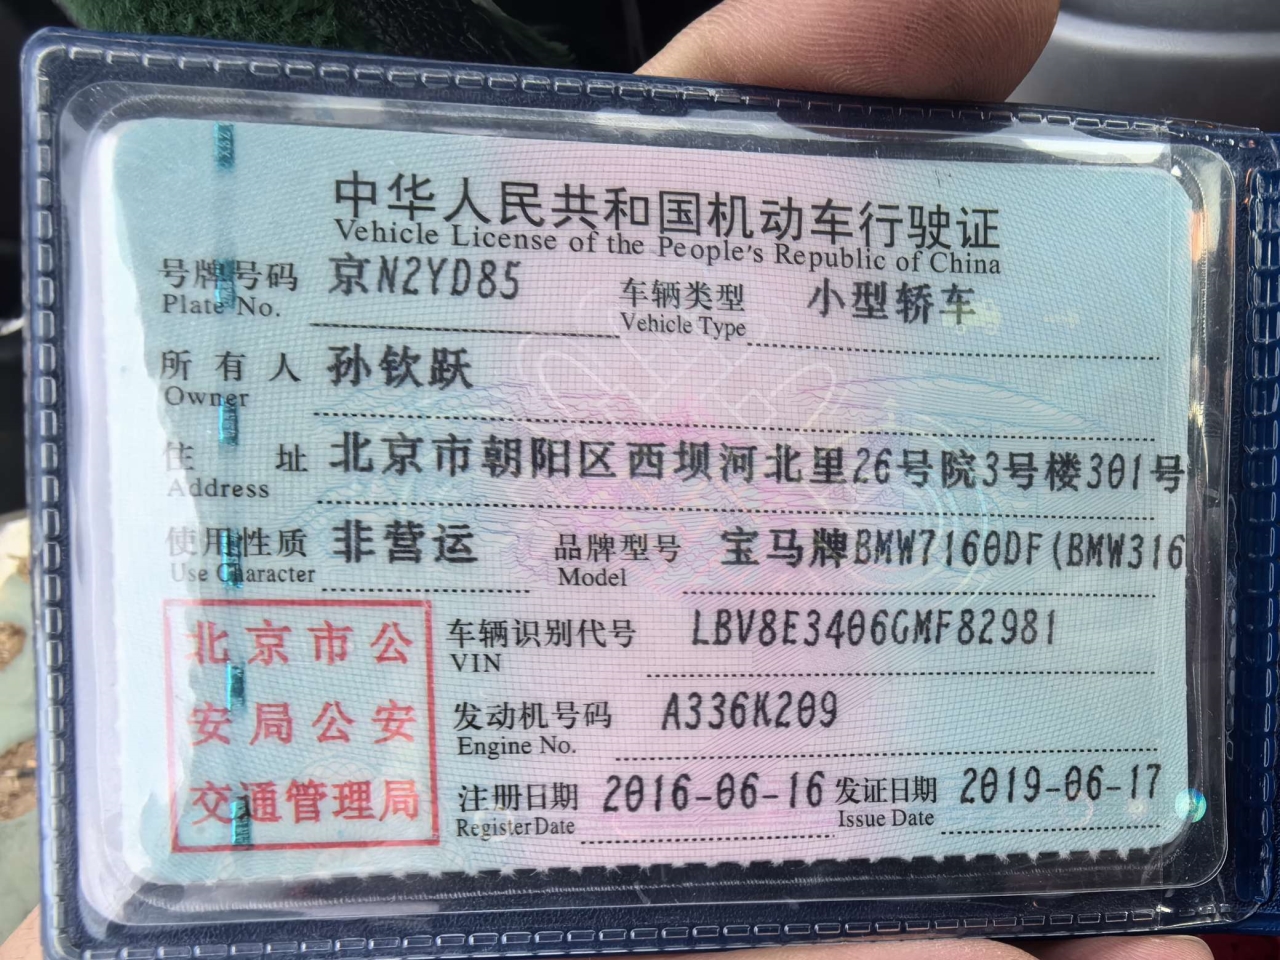 中华人民共和国机动车行驶证
Vehicle License of the People's Republic of China
号牌号码 京N2YD85 车辆类型 小型轿车
Plate No. Vehicle Type
所有人 孙钦跃
Owner
住址 北京市朝阳区西坝河北里26号院3号楼301号
Address
使用性质 非营运 品牌型号 宝马牌BMW7160DF(BMW316
Use Character Model
北京市公
安局公安
交通管理局
车辆识别代号 LBV8E3406GMF82981
VIN
发动机号码 A336K209
Engine No.
注册日期 2016-06-16 发证日期 2019-06-17
Register Date Issue Date